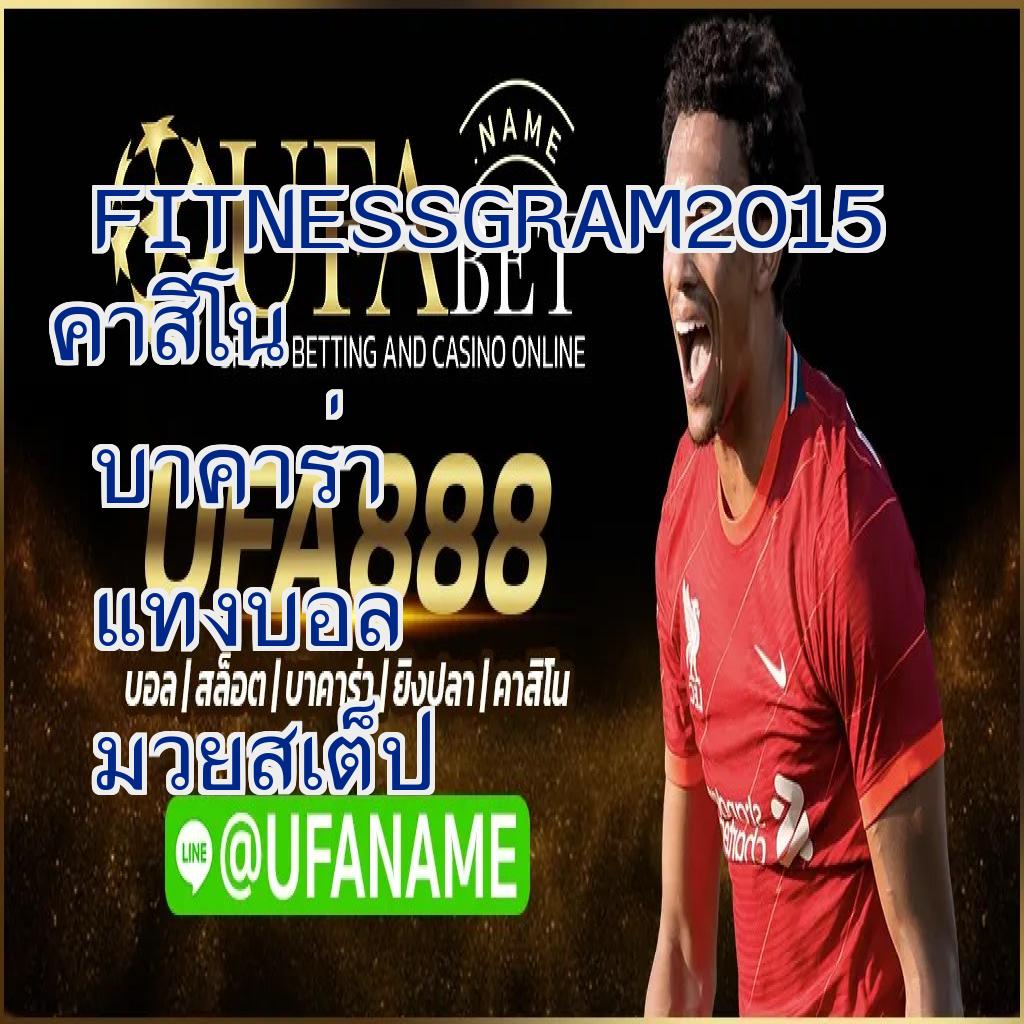 .NAME
UFABET
FITNESSGRAM2015
คาสิโน
SPORT BETTING AND CASINO ONLINE
บาคาร่า
UFA888
แทงบอล
บอล | สล็อต | บาคาร่า | ยิงปลา | คาสิโน
มวยสเต็ป
LINE @UFANAME